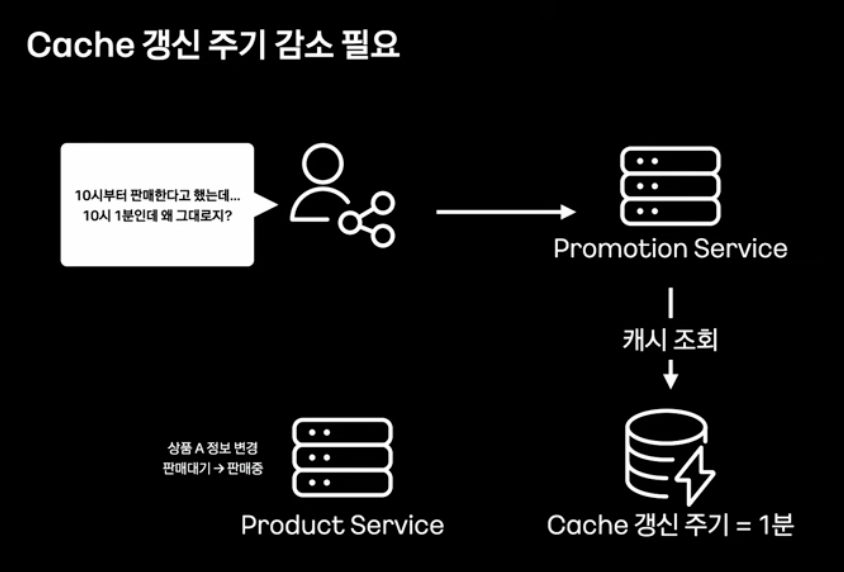 Cache 갱신 주기 감소 필요
10시부터 판매한다고 했는데...
10시 1분인데 왜 그대로지?
Promotion Service
캐시 조회
상품 A 정보 변경
판매대기 → 판매중
Product Service
Cache 갱신 주기 = 1분